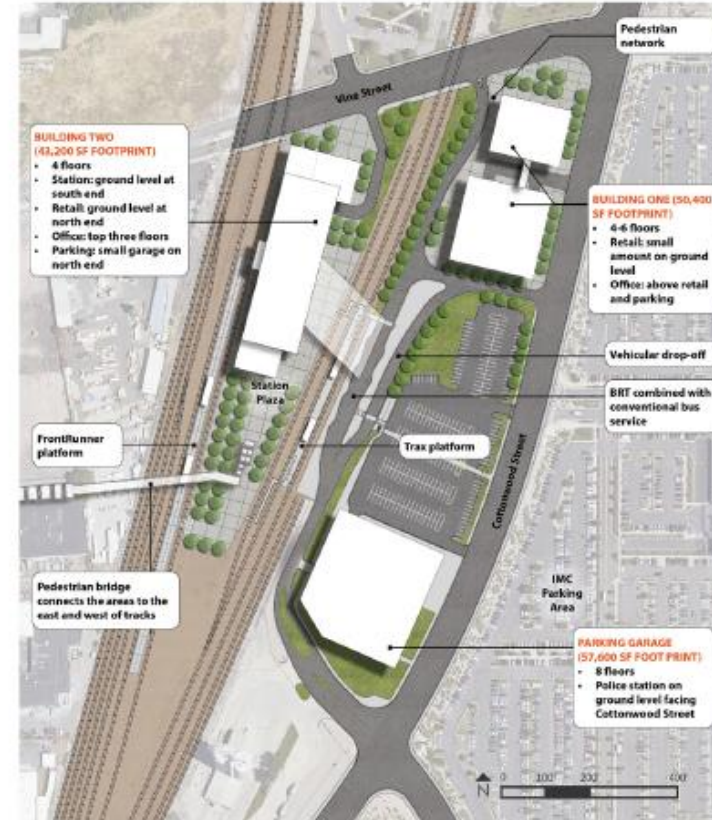 Pedestrian
network
Vine Street
BUILDING TWO
(43,200 SF FOOTPRINT)
• 4 floors
• Station: ground level at
south end
• Retail: ground level at
north end
• Office: top three floors
• Parking: small garage on
north end
BUILDING ONE (50,400
SF FOOTPRINT)
• 4-6 floors
• Retail: small
amount on ground
level
• Office: above retail
and parking
Vehicular drop-off
BRT combined with
conventional bus
service
Station
Plaza
FrontRunner
platform
Trax platform
Cottonwood Street
Pedestrian bridge
connects the areas to the
east and west of tracks
IMC
Parking
Area
PARKING GARAGE
(57,600 SF FOOT PRINT)
• 8 floors
• Police station on
ground level facing
Cottonwood Street
N
0 100 200 400'